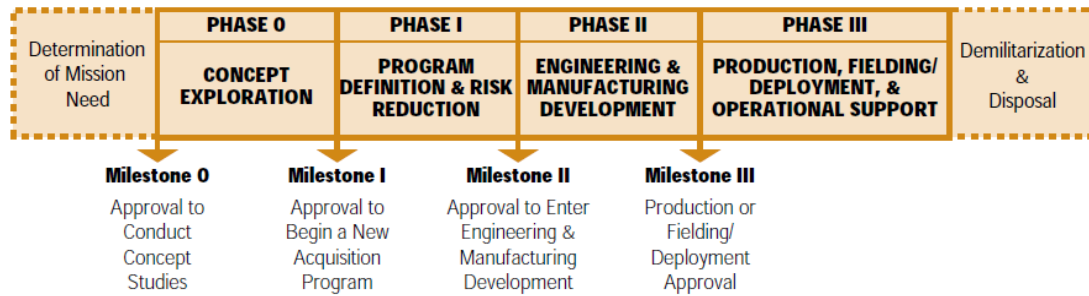 Determination
of Mission
Need
PHASE 0
CONCEPT
EXPLORATION
PHASE I
PROGRAM
DEFINITION & RISK
REDUCTION
PHASE II
ENGINEERING &
MANUFACTURING
DEVELOPMENT
PHASE III
PRODUCTION, FIELDING/
DEPLOYMENT, &
OPERATIONAL SUPPORT
Demilitarization
&
Disposal
Milestone 0
Approval to
Conduct
Concept
Studies
Milestone I
Approval to
Begin a New
Acquisition
Program
Milestone II
Approval to Enter
Engineering &
Manufacturing
Development
Milestone III
Production or
Fielding/
Deployment
Approval